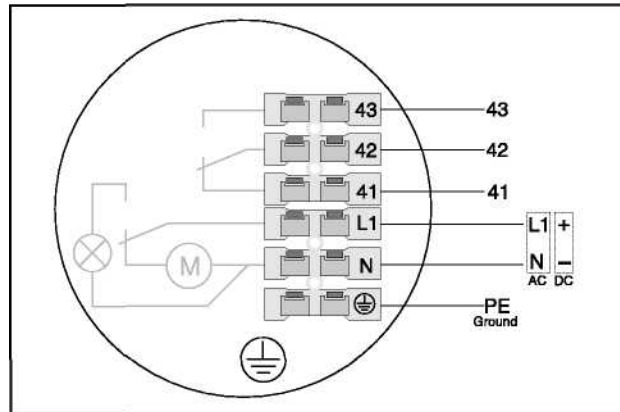 43 43
42 42
41 41
L1 L1 +
M N N –
AC DC
PE
Ground